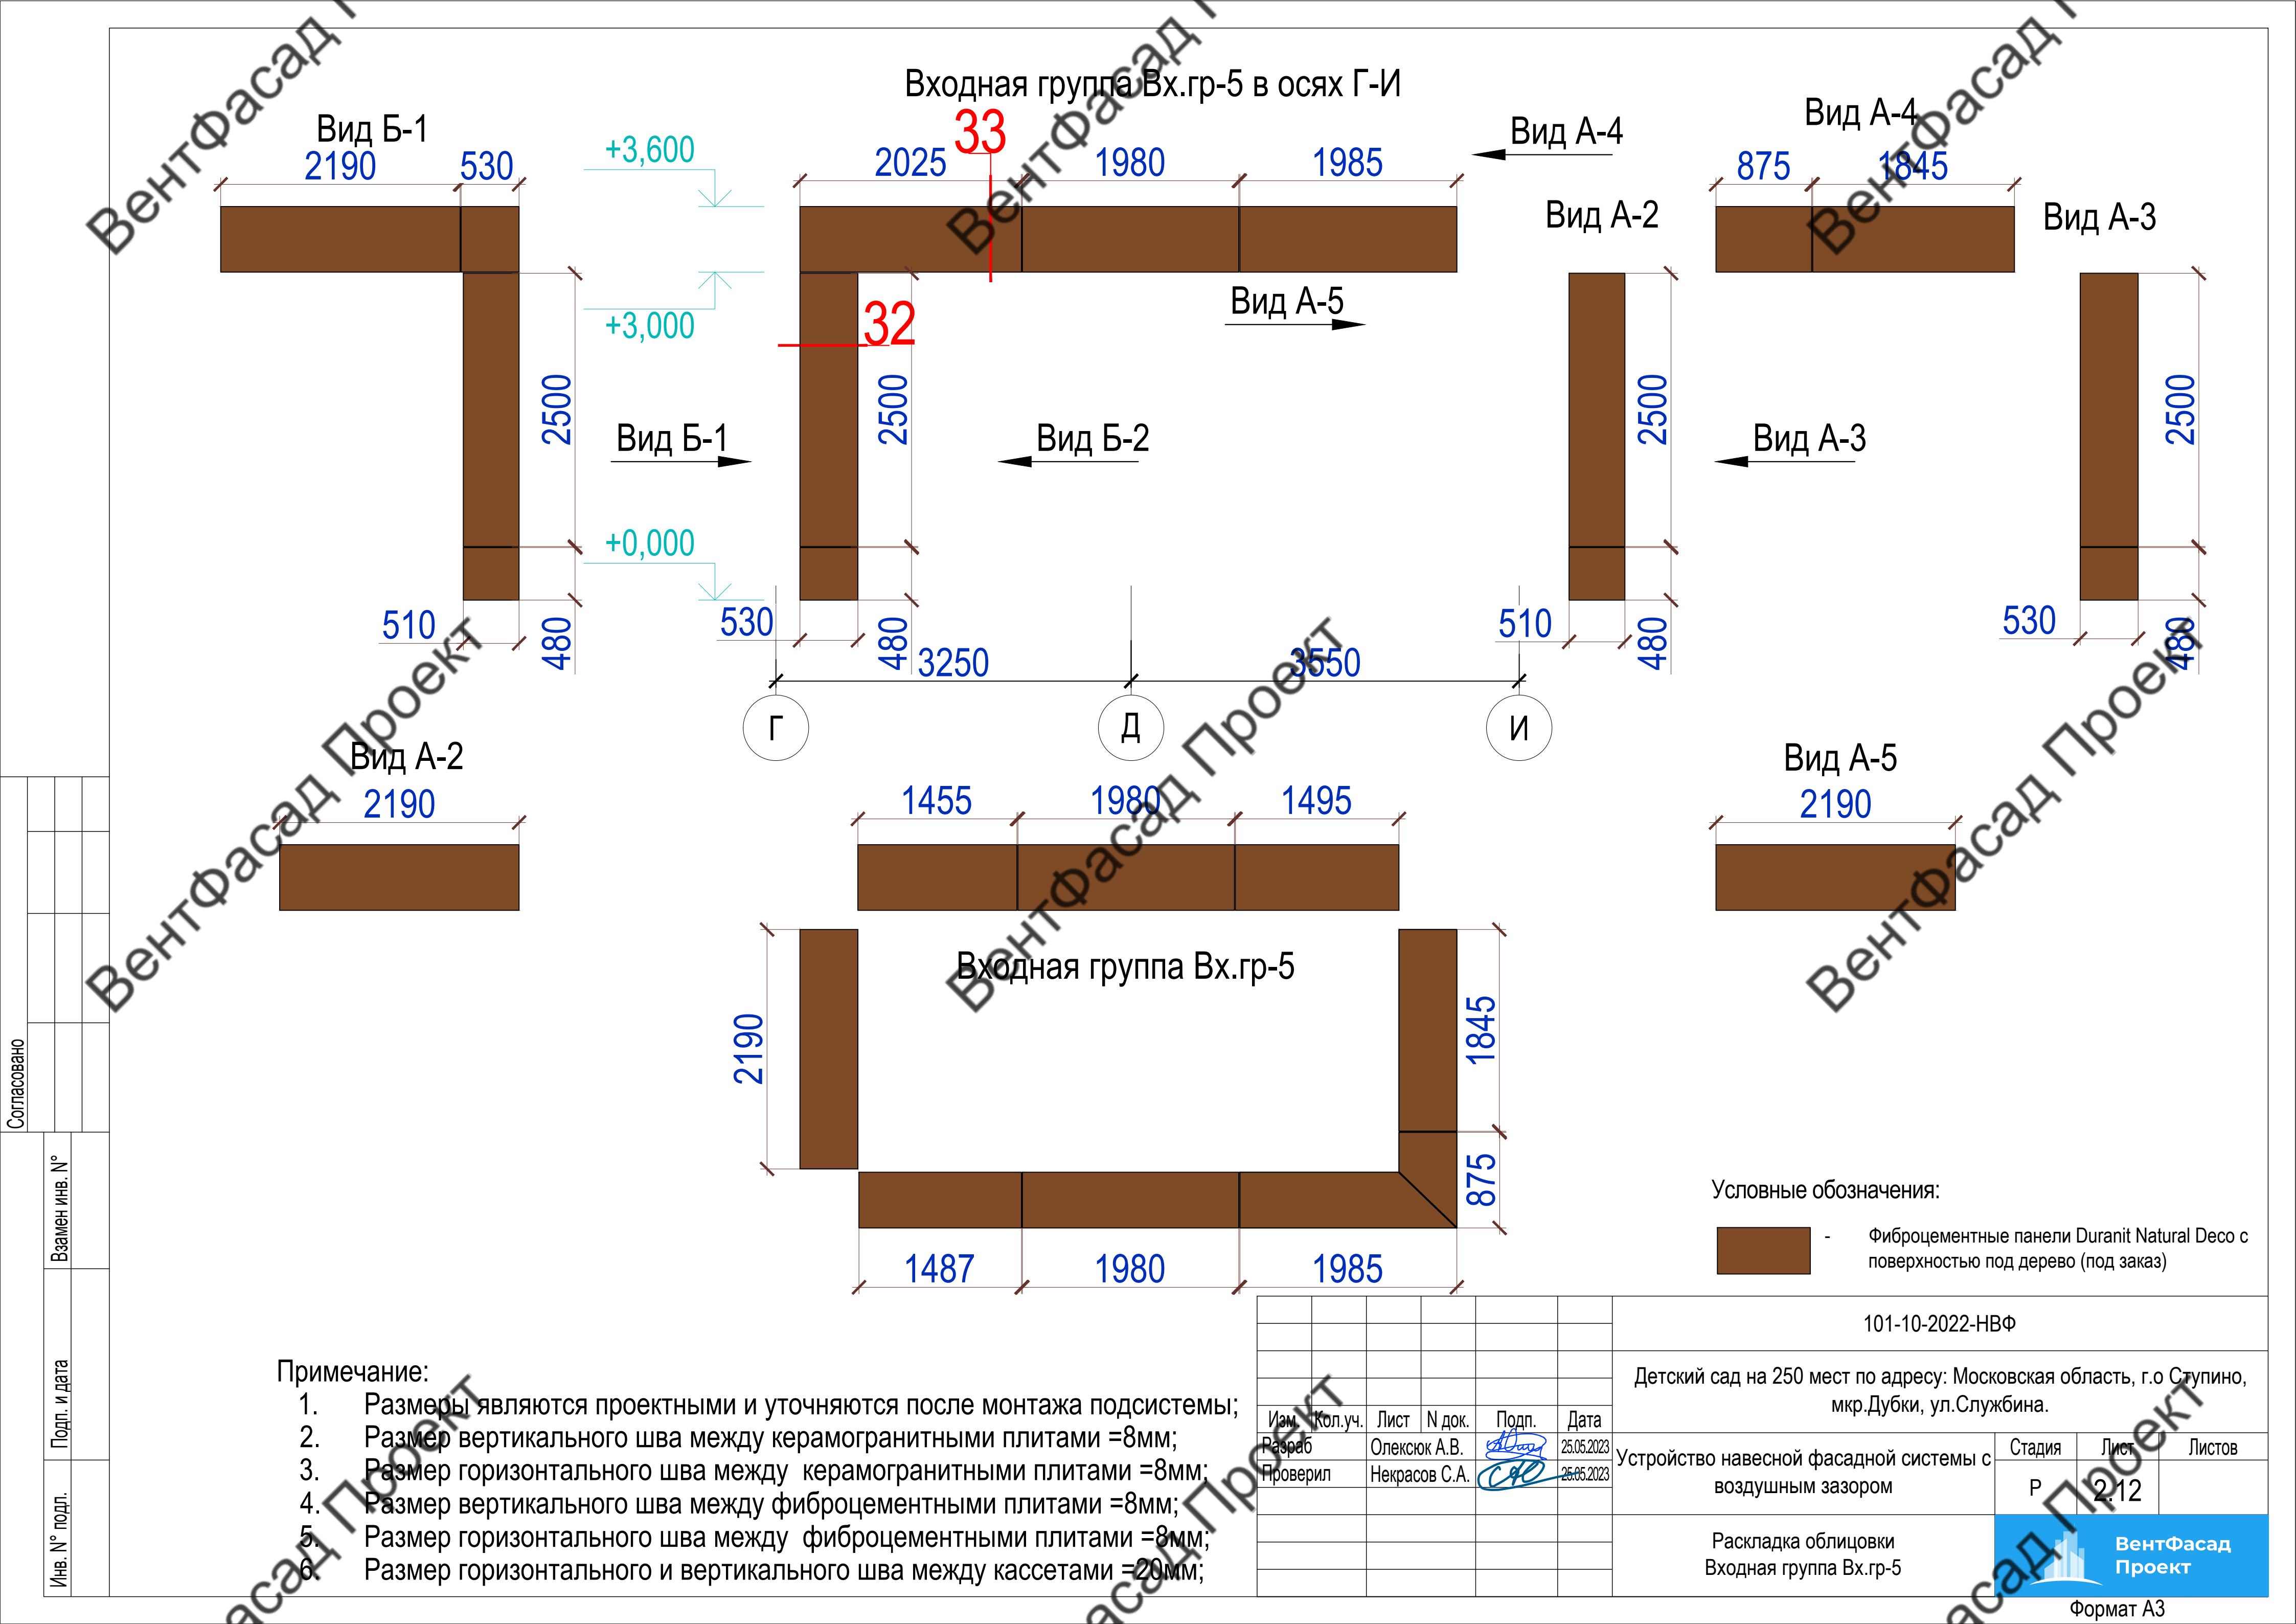 Входная группа Вх.гр-5 в осях Г-И
Вид Б-1
2190 530
+3,600
33
2025 1980 1985
Вид А-4
Вид А-4
875 1845
Вид А-2
Вид А-3
+3,000
32
Вид А-5
2500
2500
2500
2500
Вид Б-1
Вид Б-2
Вид А-3
+0,000
510
480
530
480
510
480
530
480
3250 3550
Г Д И
Вид А-2
2190
1455 1980 1495
Вид А-5
2190
Входная группа Вх.гр-5
2190
1845
875
1487 1980 1985
Условные обозначения:
- Фиброцементные панели Duranit Natural Deco с
поверхностью под дерево (под заказ)
Примечание:
1. Размеры являются проектными и уточняются после монтажа подсистемы;
2. Размер вертикального шва между керамогранитными плитами =8мм;
3. Размер горизонтального шва между керамогранитными плитами =8мм;
4. Размер вертикального шва между фиброцементными плитами =8мм;
5. Размер горизонтального шва между фиброцементными плитами =8мм;
6. Размер горизонтального и вертикального шва между кассетами =20мм;
101-10-2022-НВФ
Детский сад на 250 мест по адресу: Московская область, г.о Ступино,
мкр.Дубки, ул.Службина.
Изм. Кол.уч. Лист N док. Подп. Дата
Разраб Олексюк А.В. 25.05.2023
Проверил Некрасов С.А. 25.05.2023
Устройство навесной фасадной системы с
воздушным зазором
Стадия Лист Листов
Р 2.12
Раскладка облицовки
Входная группа Вх.гр-5
ВентФасад
Проект
Формат А3
Согласовано
Взамен инв. N°
Подп. и дата
Инв. N° подл.
ВентФасад Проект
ВентФасад Проект
ВентФасад Проект
ВентФасад Проект
ВентФасад Проект
ВентФасад Проект